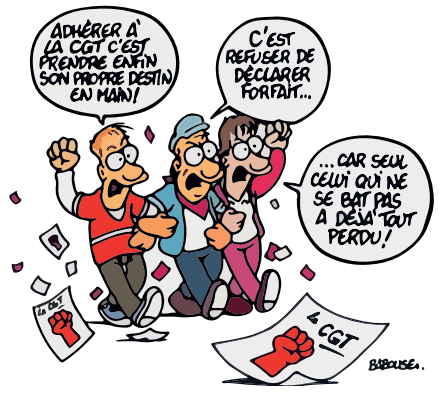 ADHÉRER À
LA CGT C'EST
PRENDRE ENFIN
SON PROPRE DESTIN
EN MAIN!
C'EST
REFUSER DE
DÉCLARER
FORFAIT...
...CAR SEUL
CELUI QUI NE
SE BAT PAS
A DÉJÀ TOUT
PERDU!
La CGT
La CGT
BABOUSE.